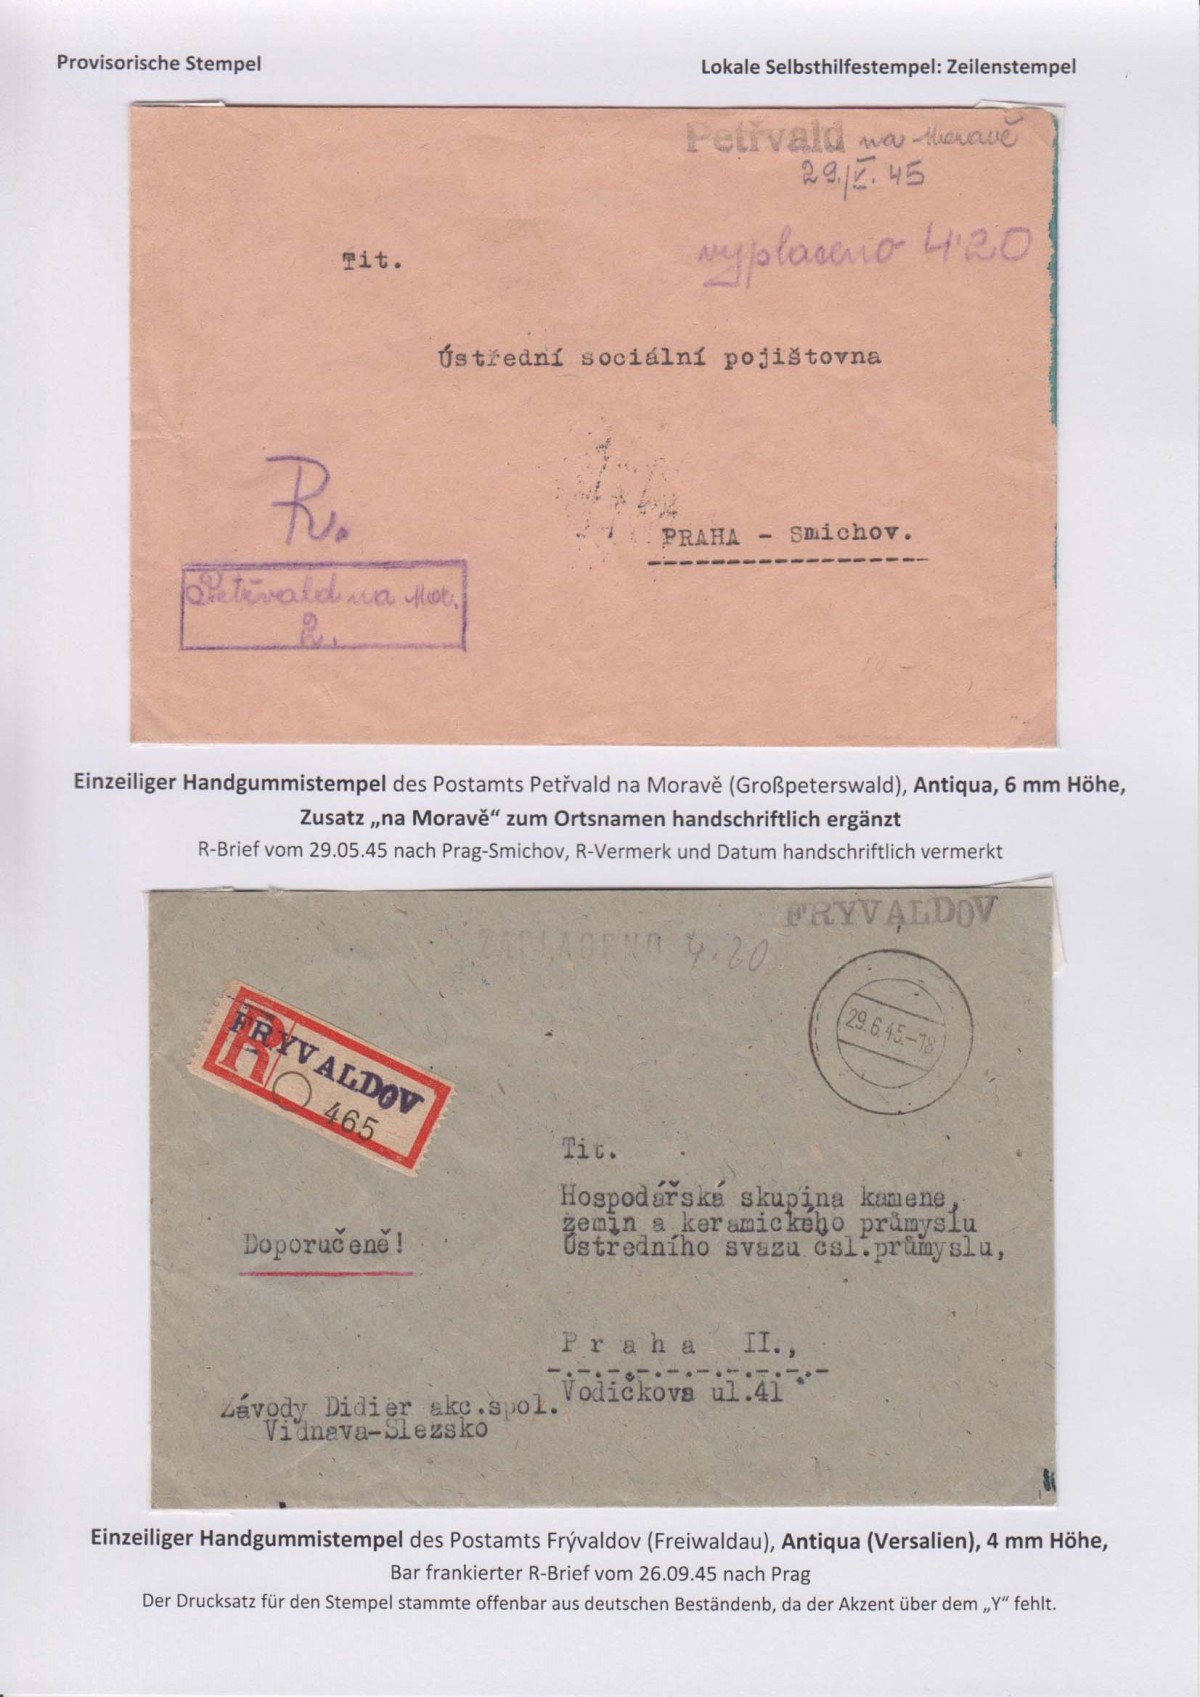 Provisorische Stempel
Lokale Selbsthilfestempel: Zeilenstempel
Petřvald na Moravě
29./V. 45
vyplaceno 4·20
Tit.
Ústřední sociální pojištovna
R.
PRAHA - Smichov.
Petřvald na Mor.
2.
Einzeiliger Handgummistempel des Postamts Petřvald na Moravě (Großpeterswald), Antiqua, 6 mm Höhe,
Zusatz „na Moravě“ zum Ortsnamen handschriftlich ergänzt
R-Brief vom 29.05.45 nach Prag-Smichov, R-Vermerk und Datum handschriftlich vermerkt
FRYVALDOV
ZAPLACENO 4.20
29.6.45.-18
R
FRYVALDOV
465
Tit.
Hospodářská skupina kamene,
zemin a keramického průmyslu
Ústredního svazu čsl.průmyslu,
Doporučeně!
Praha II.,
Vodičkova ul.41
Závody Didier akc.spol.
Vidnava-Slezsko
Einzeiliger Handgummistempel des Postamts Frývaldov (Freiwaldau), Antiqua (Versalien), 4 mm Höhe,
Bar frankierter R-Brief vom 26.09.45 nach Prag
Der Drucksatz für den Stempel stammte offenbar aus deutschen Beständenb, da der Akzent über dem „Y“ fehlt.